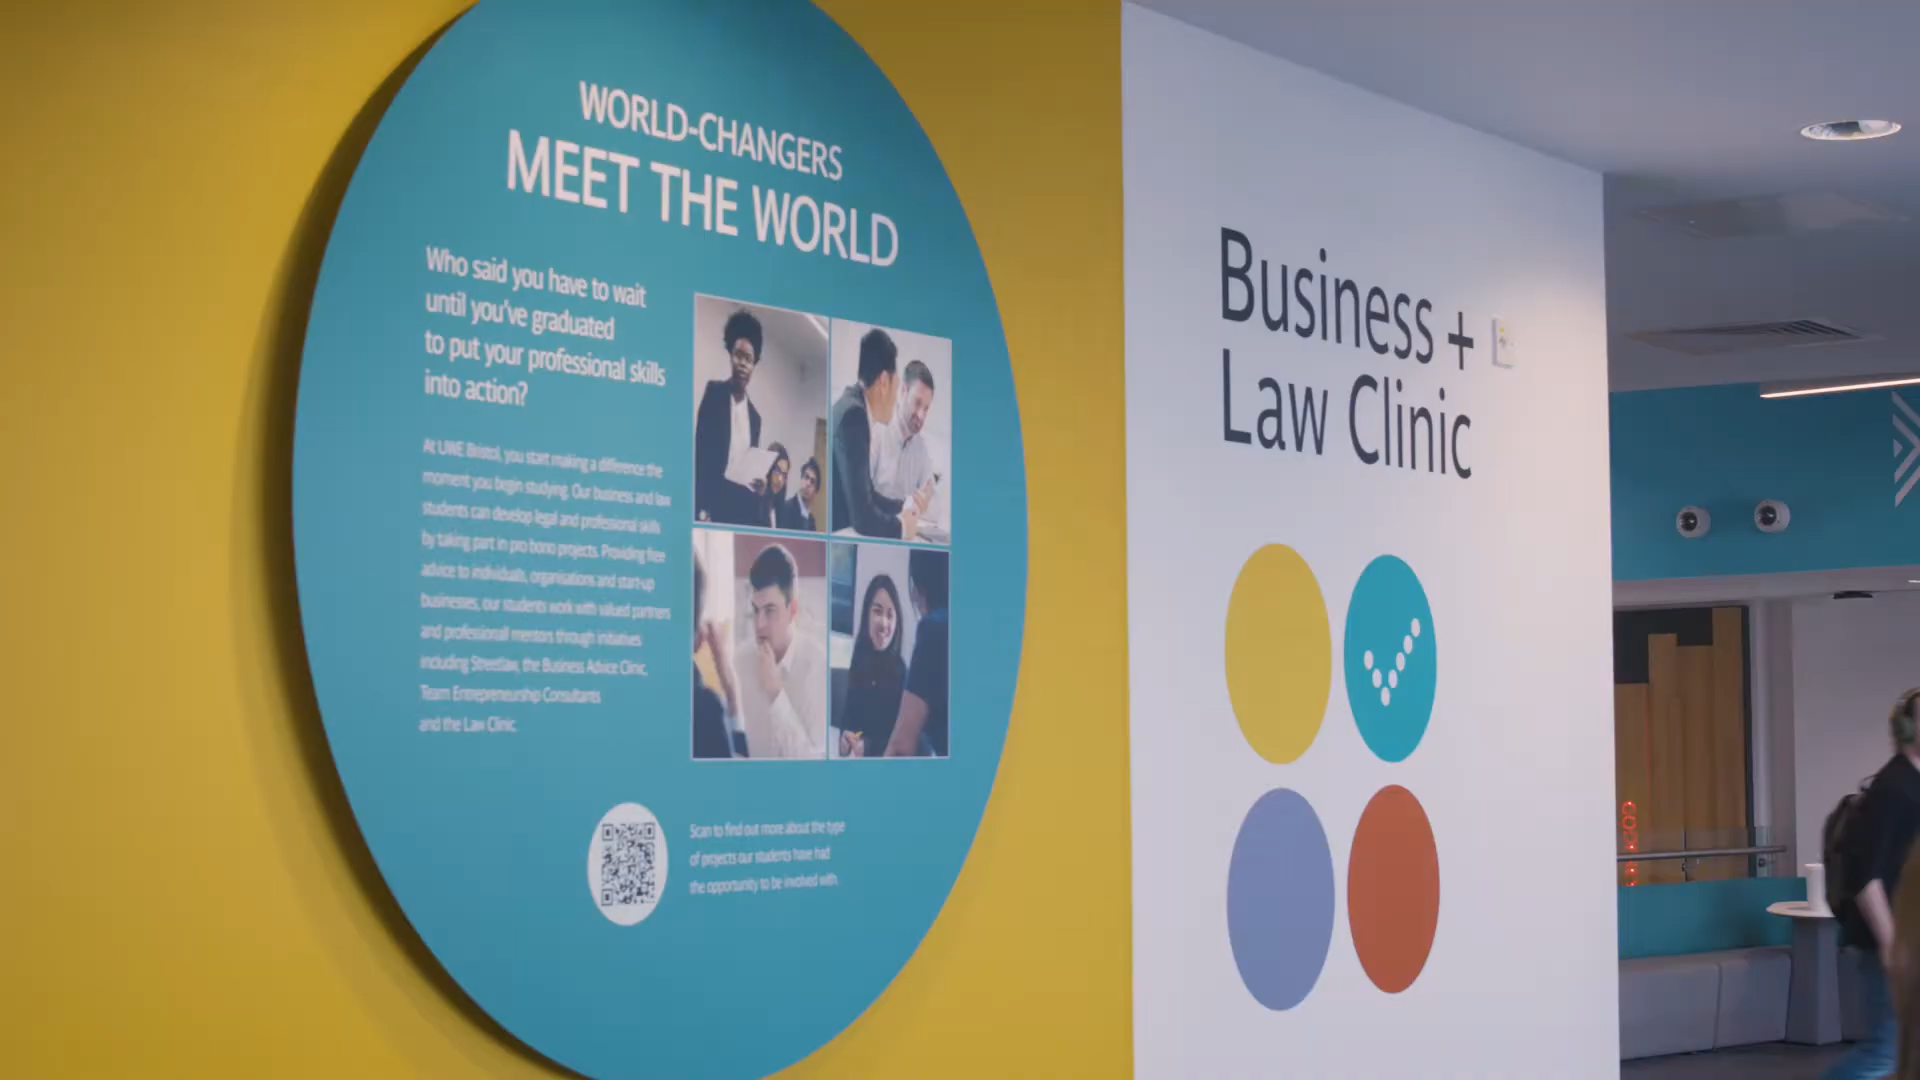 WORLD-CHANGERS
MEET THE WORLD
Who said you have to wait
until you've graduated
to put your professional skills
into action?
At UWE Bristol, you start making a difference the
moment you begin studying. Our business and law
students can develop legal and professional skills
by taking part in pro bono projects. Providing free
advice to individuals, organisations and start-up
businesses, our students work with valued partners
and professional mentors through initiatives
including Streetlaw, the Business Advice Clinic,
Team Entrepreneurship Consultants
and the Law Clinic.
Scan to find out more about the type
of projects our students have had
the opportunity to be involved with.
Business +
Law Clinic